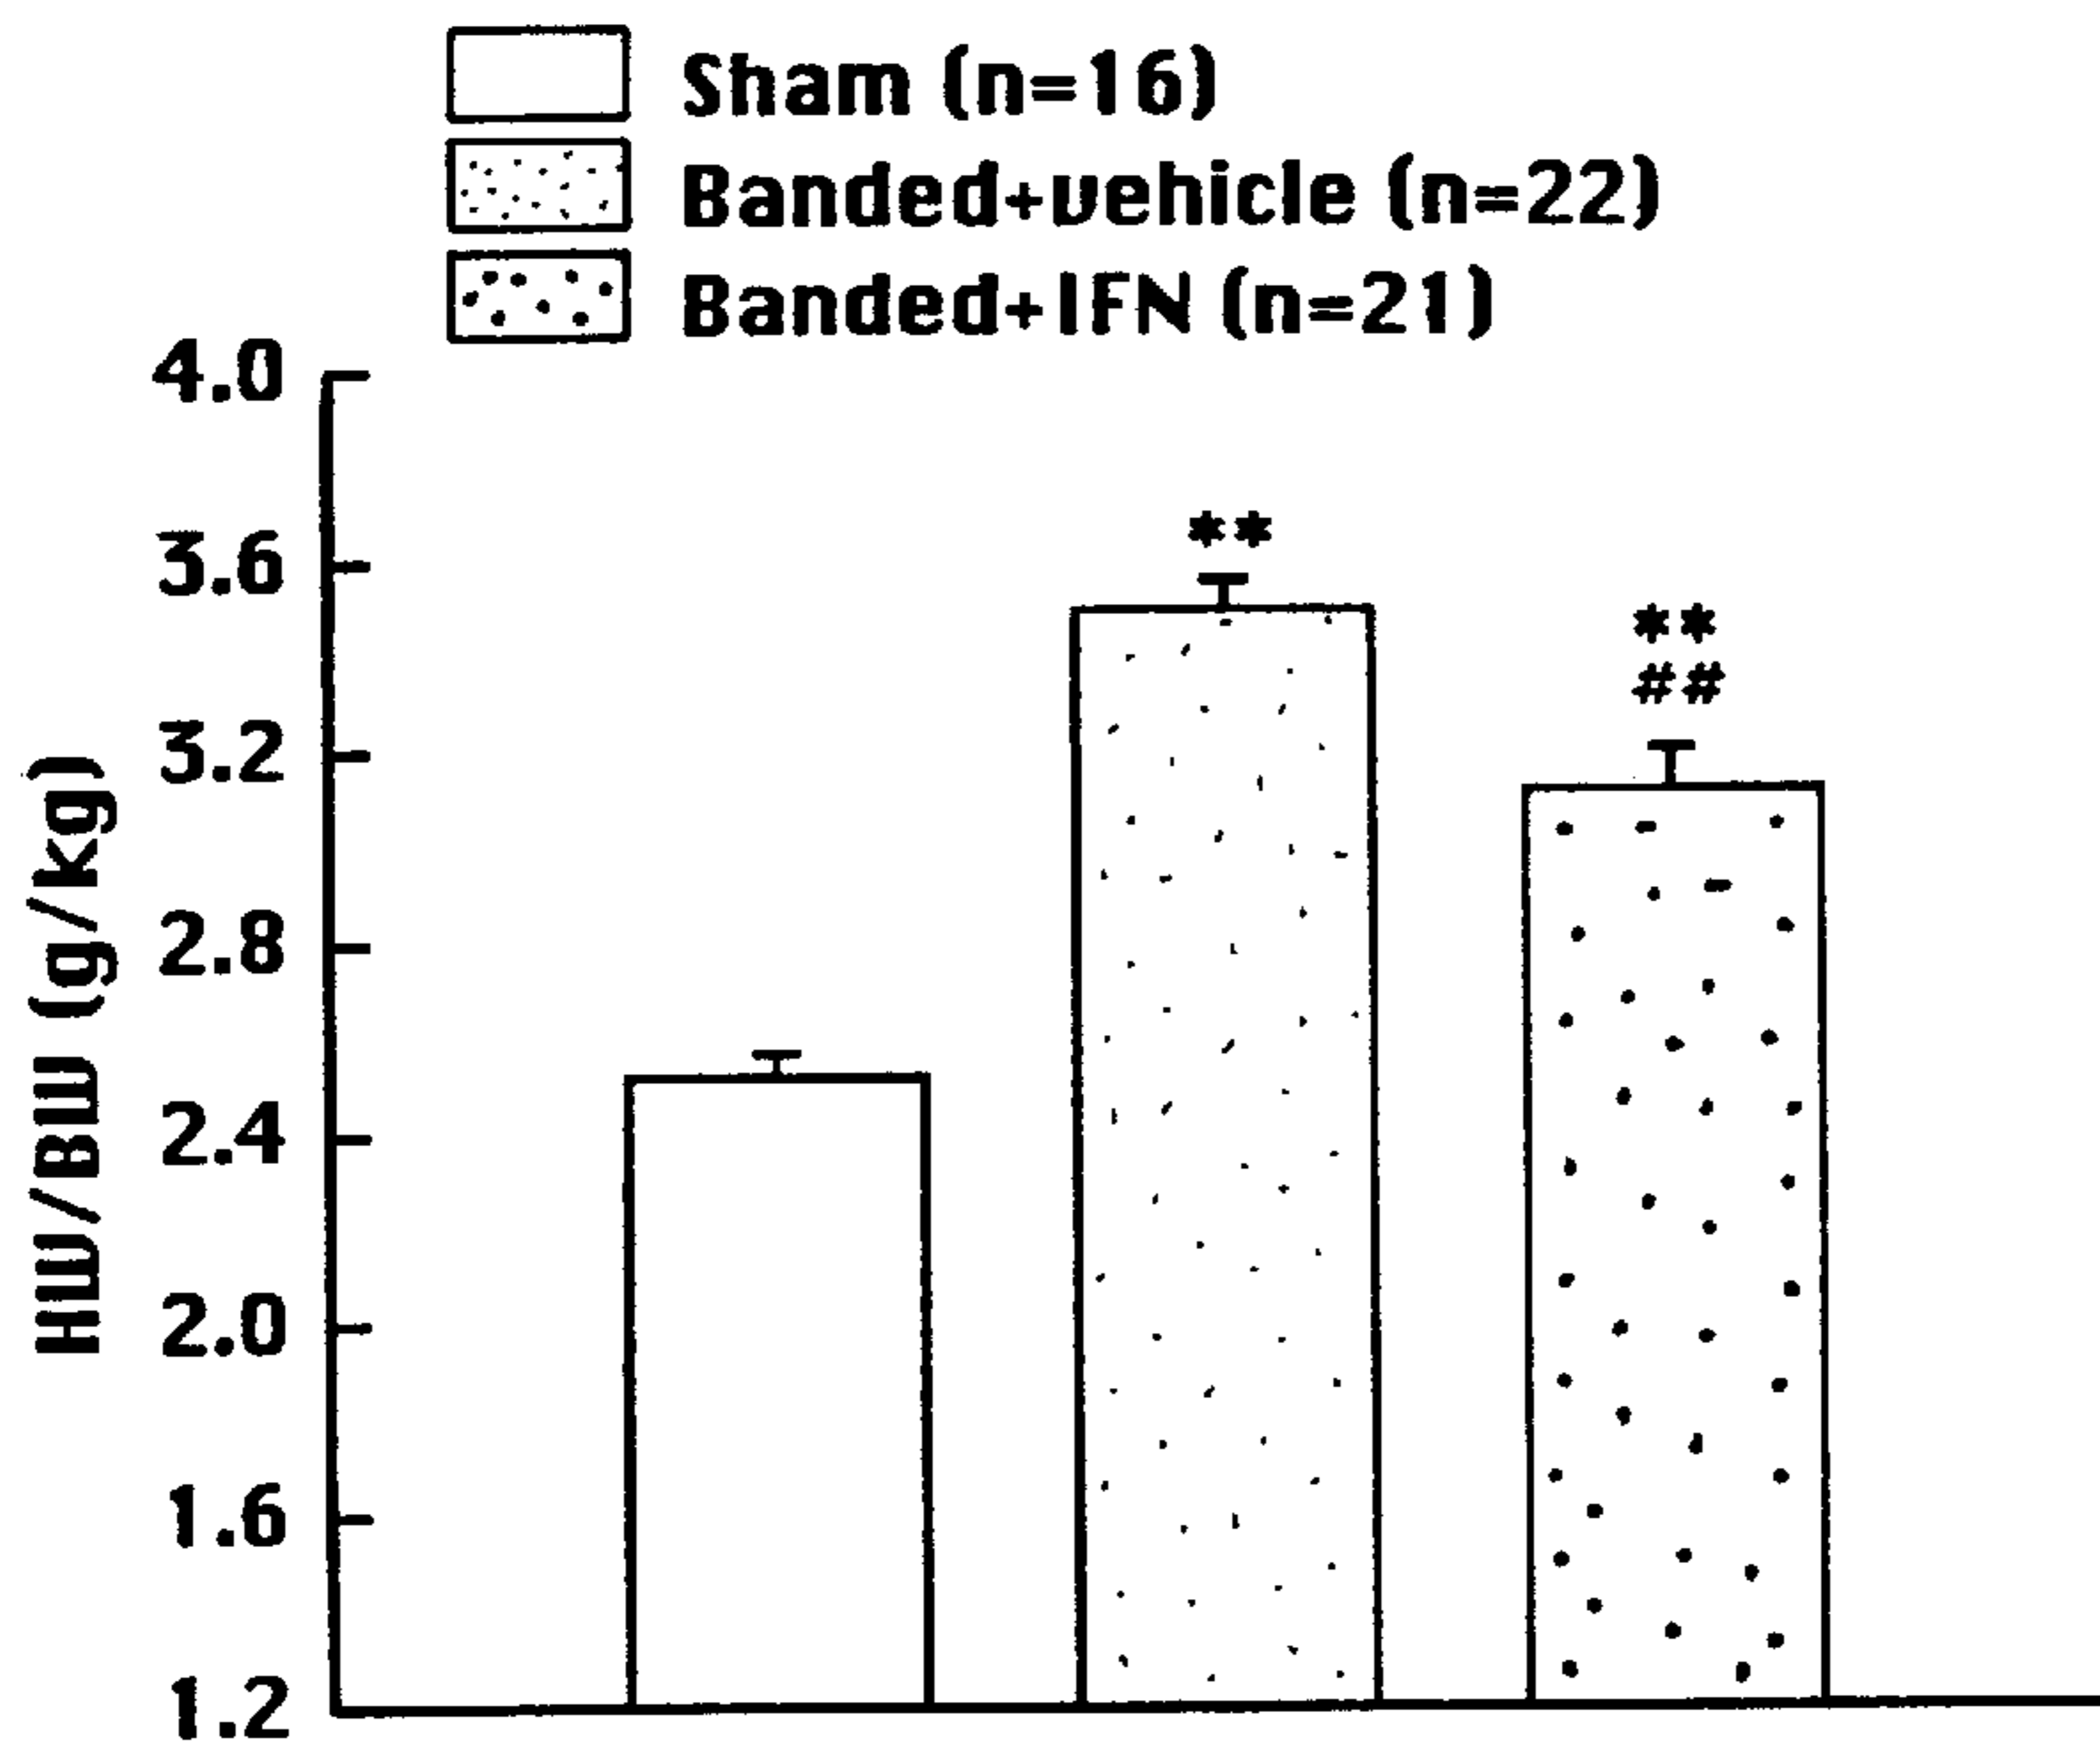 Sham (n=16)
Banded+vehicle (n=22)
Banded+IFN (n=21)
4.0
3.6
3.2
2.8
2.4
2.0
1.6
1.2
HW/BW (g/kg)
**
**
##